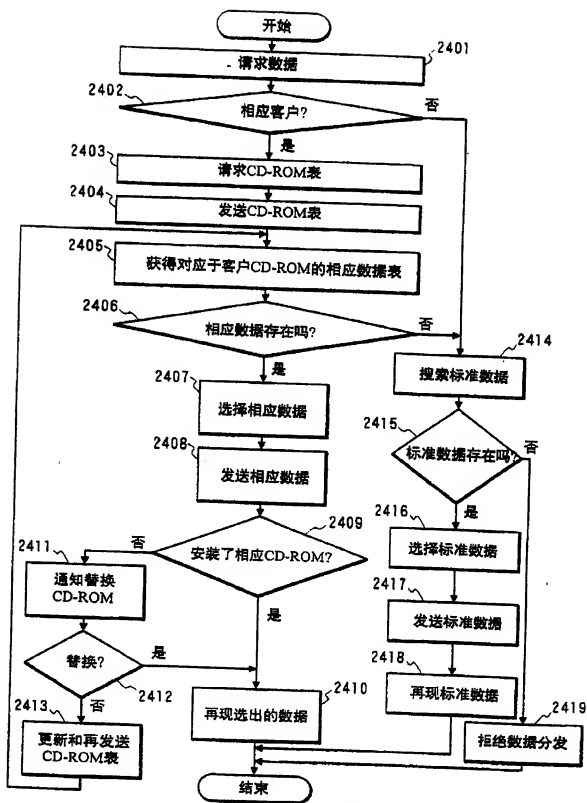 开始
2401
请求数据
2402
相应客户?
否
是
2403
请求CD-ROM表
2404
发送CD-ROM表
2405
获得对应于客户CD-ROM的相应数据表
2406
相应数据存在吗?
否
是
2414
搜索标准数据
2407
选择相应数据
2415
标准数据存在吗?
否
是
2408
发送相应数据
2409
安装了相应CD-ROM?
否
是
2416
选择标准数据
2411
通知替换
CD-ROM
2417
发送标准数据
替换?
是
2412
否
2418
再现标准数据
2410
再现选出的数据
2413
更新和再发送
CD-ROM表
2419
拒绝数据分发
结束